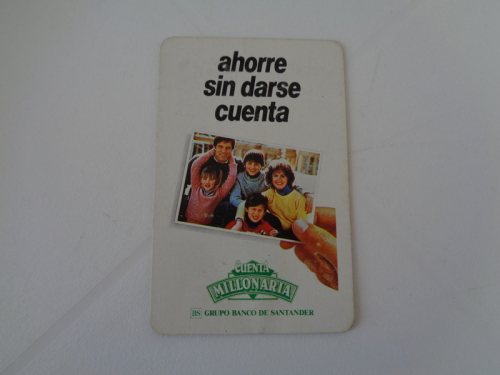 ahorre
sin darse
cuenta
CUENTA
MILLONARIA
BS GRUPO BANCO DE SANTANDER